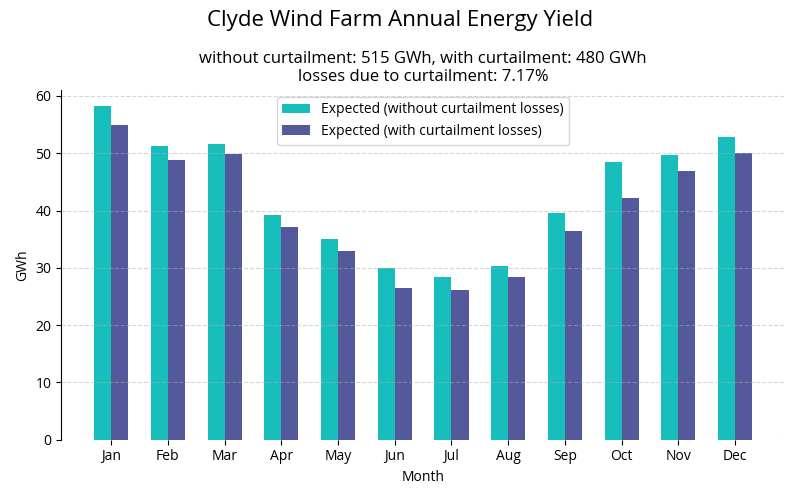 Clyde Wind Farm Annual Energy Yield
without curtailment: 515 GWh, with curtailment: 480 GWh
losses due to curtailment: 7.17%
Expected (without curtailment losses)
Expected (with curtailment losses)
60
50
40
30
20
10
0
GWh
Jan Feb Mar Apr May Jun Jul Aug Sep Oct Nov Dec
Month